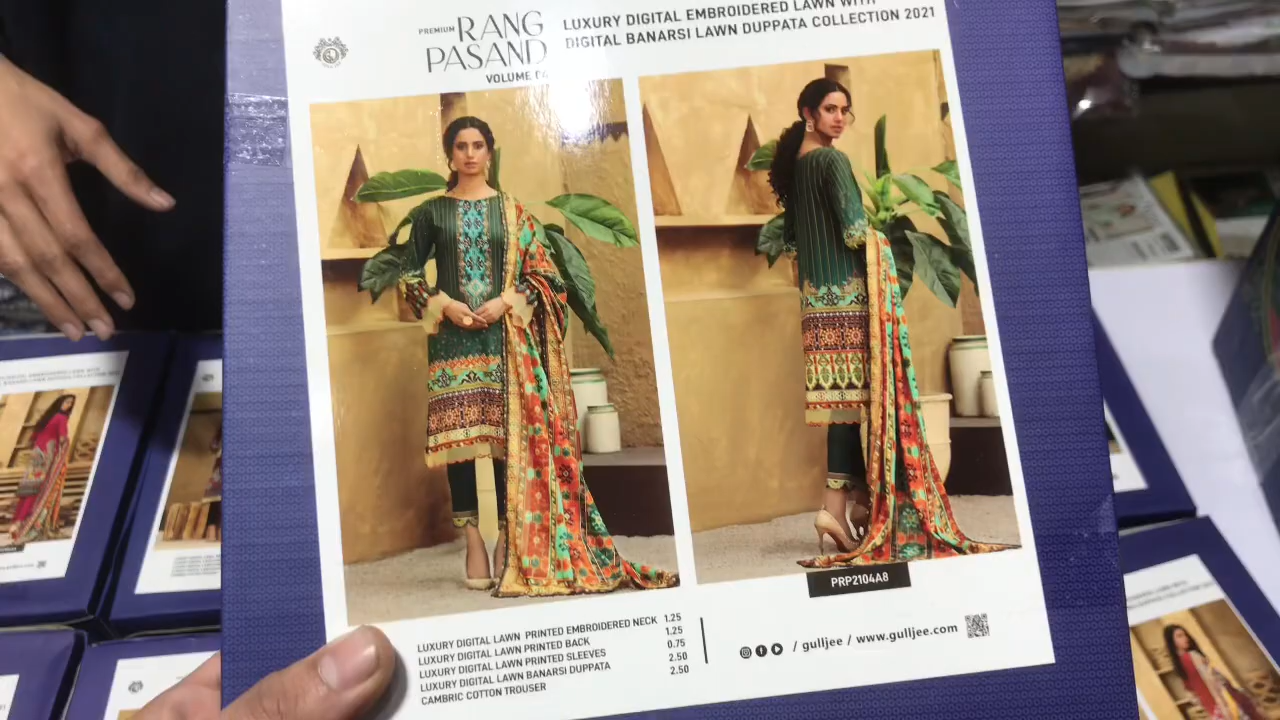 PREMIUM RANG
PASAND
VOLUME 04
LUXURY DIGITAL EMBROIDERED LAWN WITH
DIGITAL BANARSI LAWN DUPPATA COLLECTION 2021
PRP2104A8
LUXURY DIGITAL LAWN PRINTED EMBROIDERED NECK 1.25
LUXURY DIGITAL LAWN PRINTED BACK 1.25
LUXURY DIGITAL LAWN PRINTED SLEEVES 0.75
LUXURY DIGITAL LAWN BANARSI DUPPATA 2.50
CAMBRIC COTTON TROUSER 2.50
/ gulljee / www.gulljee.com